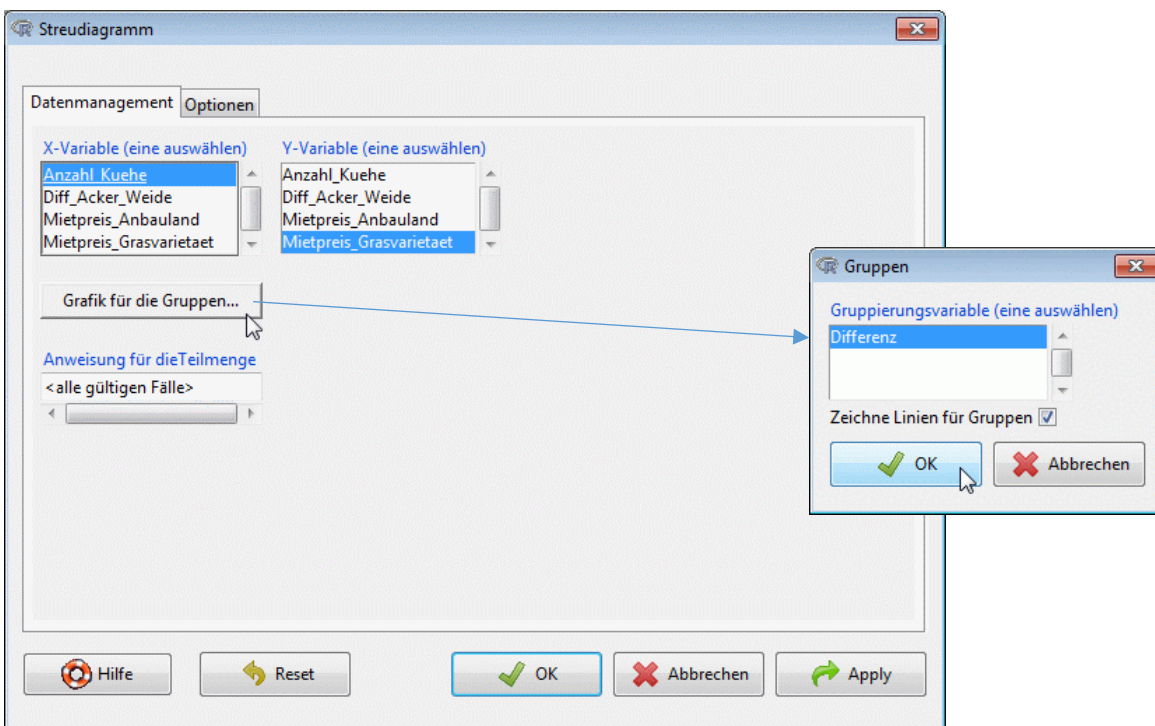 Streudiagramm
Datenmanagement
Optionen
X-Variable (eine auswählen)
Anzahl_Kuehe
Diff_Acker_Weide
Mietpreis_Anbauland
Mietpreis_Grasvarietaet
Y-Variable (eine auswählen)
Anzahl_Kuehe
Diff_Acker_Weide
Mietpreis_Anbauland
Mietpreis_Grasvarietaet
Grafik für die Gruppen...
Anweisung für dieTeilmenge
<alle gültigen Fälle>
Gruppen
Gruppierungsvariable (eine auswählen)
Differenz
Zeichne Linien für Gruppen
OK
Abbrechen
Hilfe
Reset
OK
Abbrechen
Apply